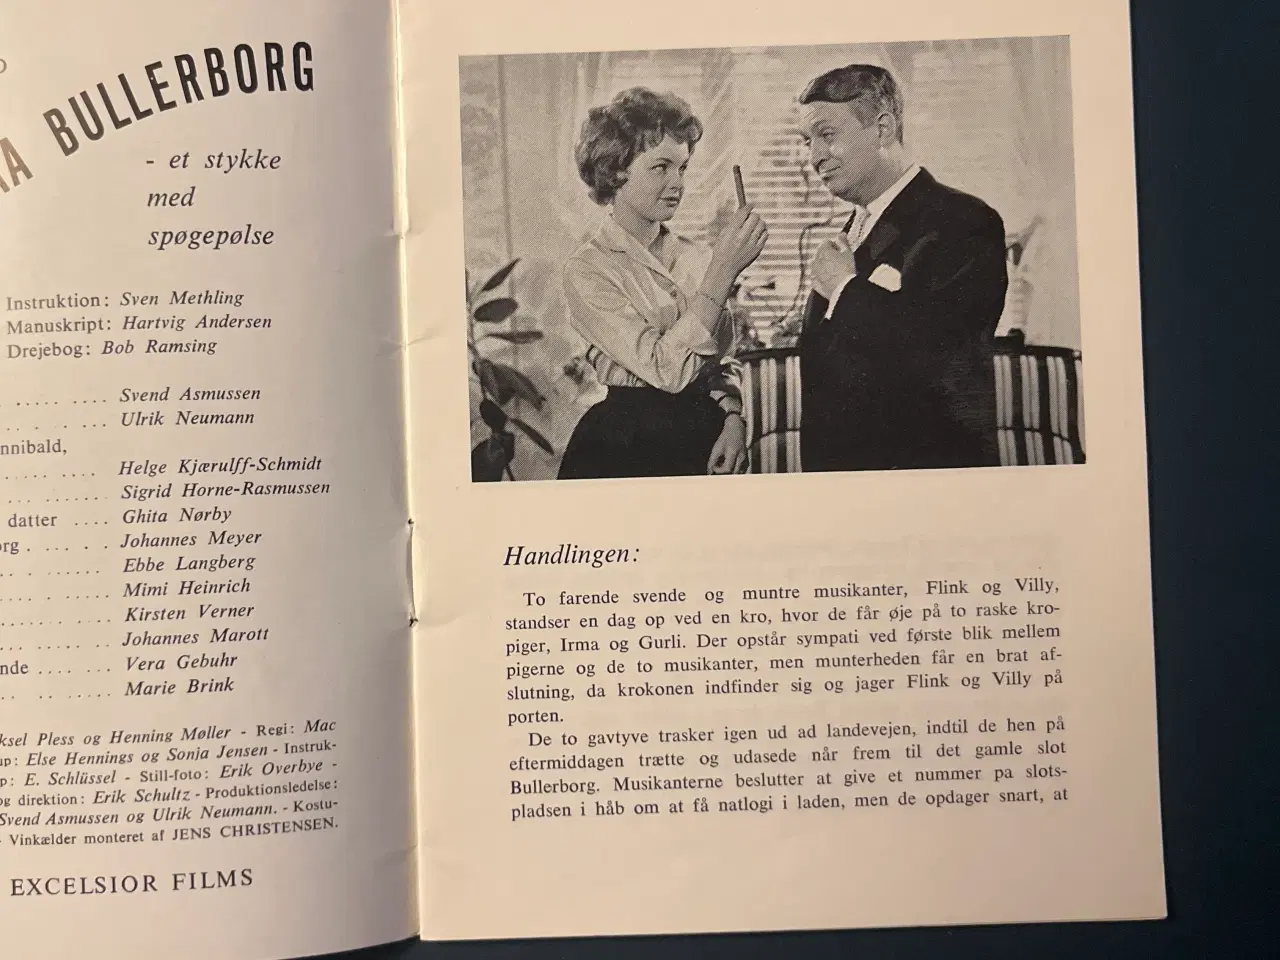 BULLERBORG
- et stykke
med
spøgepølse
Instruktion: Sven Methling
Manuskript: Hartvig Andersen
Drejebog: Bob Ramsing
..... .... Svend Asmussen
.. . . ... Ulrik Neumann
nnibald,
..... .... Helge Kjærulff-Schmidt
... ....... Sigrid Horne-Rasmussen
datter .... Ghita Nørby
rg . ..... . Johannes Meyer
.. . ...... Ebbe Langberg
.... . ..... Mimi Heinrich
....... ... Kirsten Verner
... ..... .. Johannes Marott
nde .... .... Vera Gebuhr
.. .. ..... Marie Brink
ksel Pless og Henning Møller - Regi: Mac
up: Else Hennings og Sonja Jensen - Instruk-
p: E. Schlüssel - Still-foto: Erik Overbye -
og direktion: Erik Schultz - Produktionsledelse:
Svend Asmussen og Ulrik Neumann. - Kostu-
- Vinkælder monteret af JENS CHRISTENSEN.
EXCELSIOR FILMS
Handlingen:
To farende svende og muntre musikanter, Flink og Villy,
standser en dag op ved en kro, hvor de får øje på to raske kro-
piger, Irma og Gurli. Der opstår sympati ved første blik mellem
pigerne og de to musikanter, men munterheden får en brat af-
slutning, da krokonen indfinder sig og jager Flink og Villy på
porten.
De to gavtyve trasker igen ud ad landevejen, indtil de hen på
eftermiddagen trætte og udasede når frem til det gamle slot
Bullerborg. Musikanterne beslutter at give et nummer pa slots-
pladsen i håb om at få natlogi i laden, men de opdager snart, at